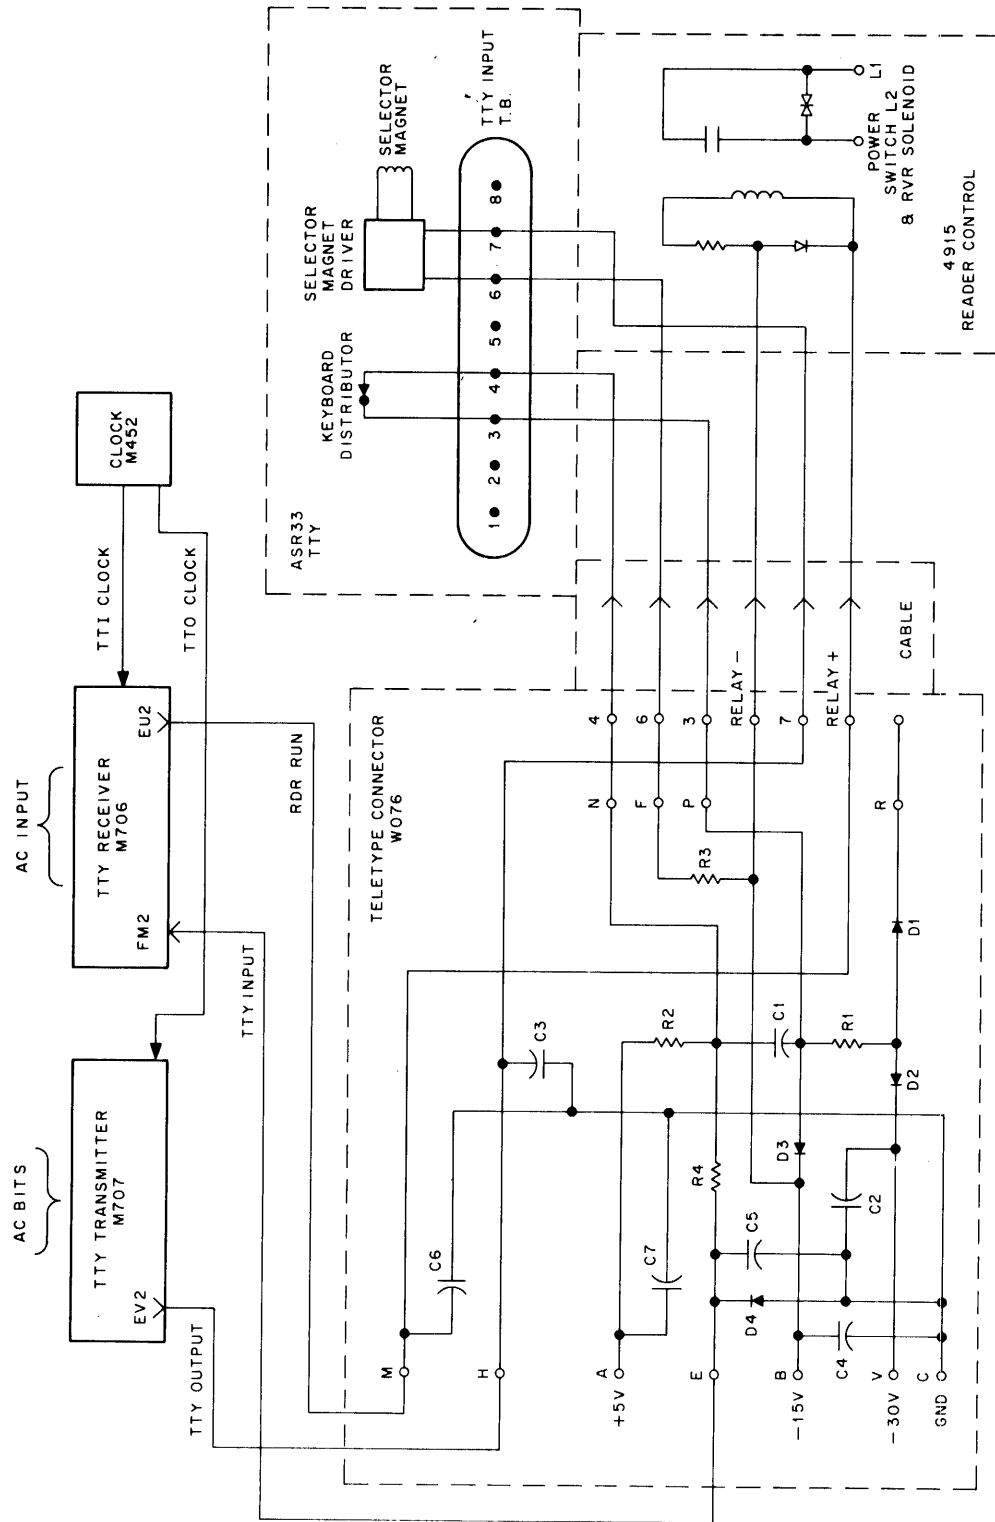 AC BITS
AC INPUT
TTY TRANSMITTER
M707
EV2
TTY RECEIVER
M706
FM2
EU2
CLOCK
M452
TTI CLOCK
TTO CLOCK
TTY OUTPUT
TTY INPUT
RDR RUN
TELETYPE CONNECTOR
W076
M
H
A
+5V
E
B
-15V
V
-30V
C
GND
C6
C3
C7
R2
R4
C5
D4
C4
D3
C1
R1
C2
D2
D1
R3
N
F
P
R
4
6
3
RELAY -
7
RELAY +
CABLE
ASR33
TTY
KEYBOARD
DISTRIBUTOR
SELECTOR
MAGNET
DRIVER
SELECTOR
MAGNET
TTY INPUT
T.B.
1
2
3
4
5
6
7
8
L1
POWER
SWITCH L2
& RVR SOLENOID
4915
READER CONTROL